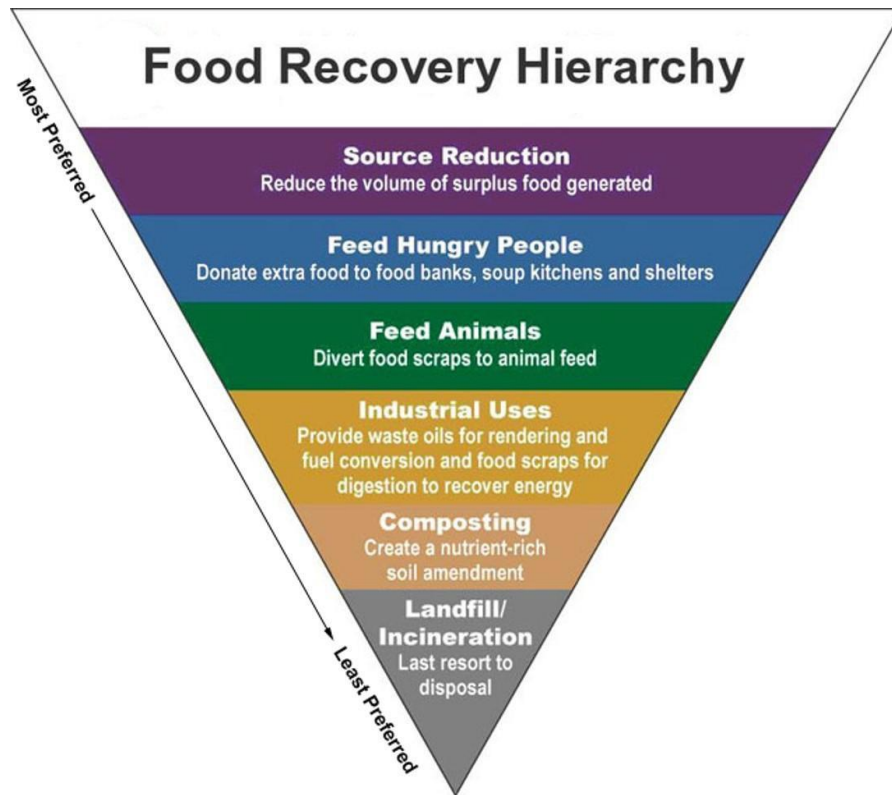 Food Recovery Hierarchy
Most Preferred
Source Reduction
Reduce the volume of surplus food generated
Feed Hungry People
Donate extra food to food banks, soup kitchens and shelters
Feed Animals
Divert food scraps to animal feed
Industrial Uses
Provide waste oils for rendering and
fuel conversion and food scraps for
digestion to recover energy
Composting
Create a nutrient-rich
soil amendment
Landfill/
Incineration
Last resort to
disposal
Least Preferred